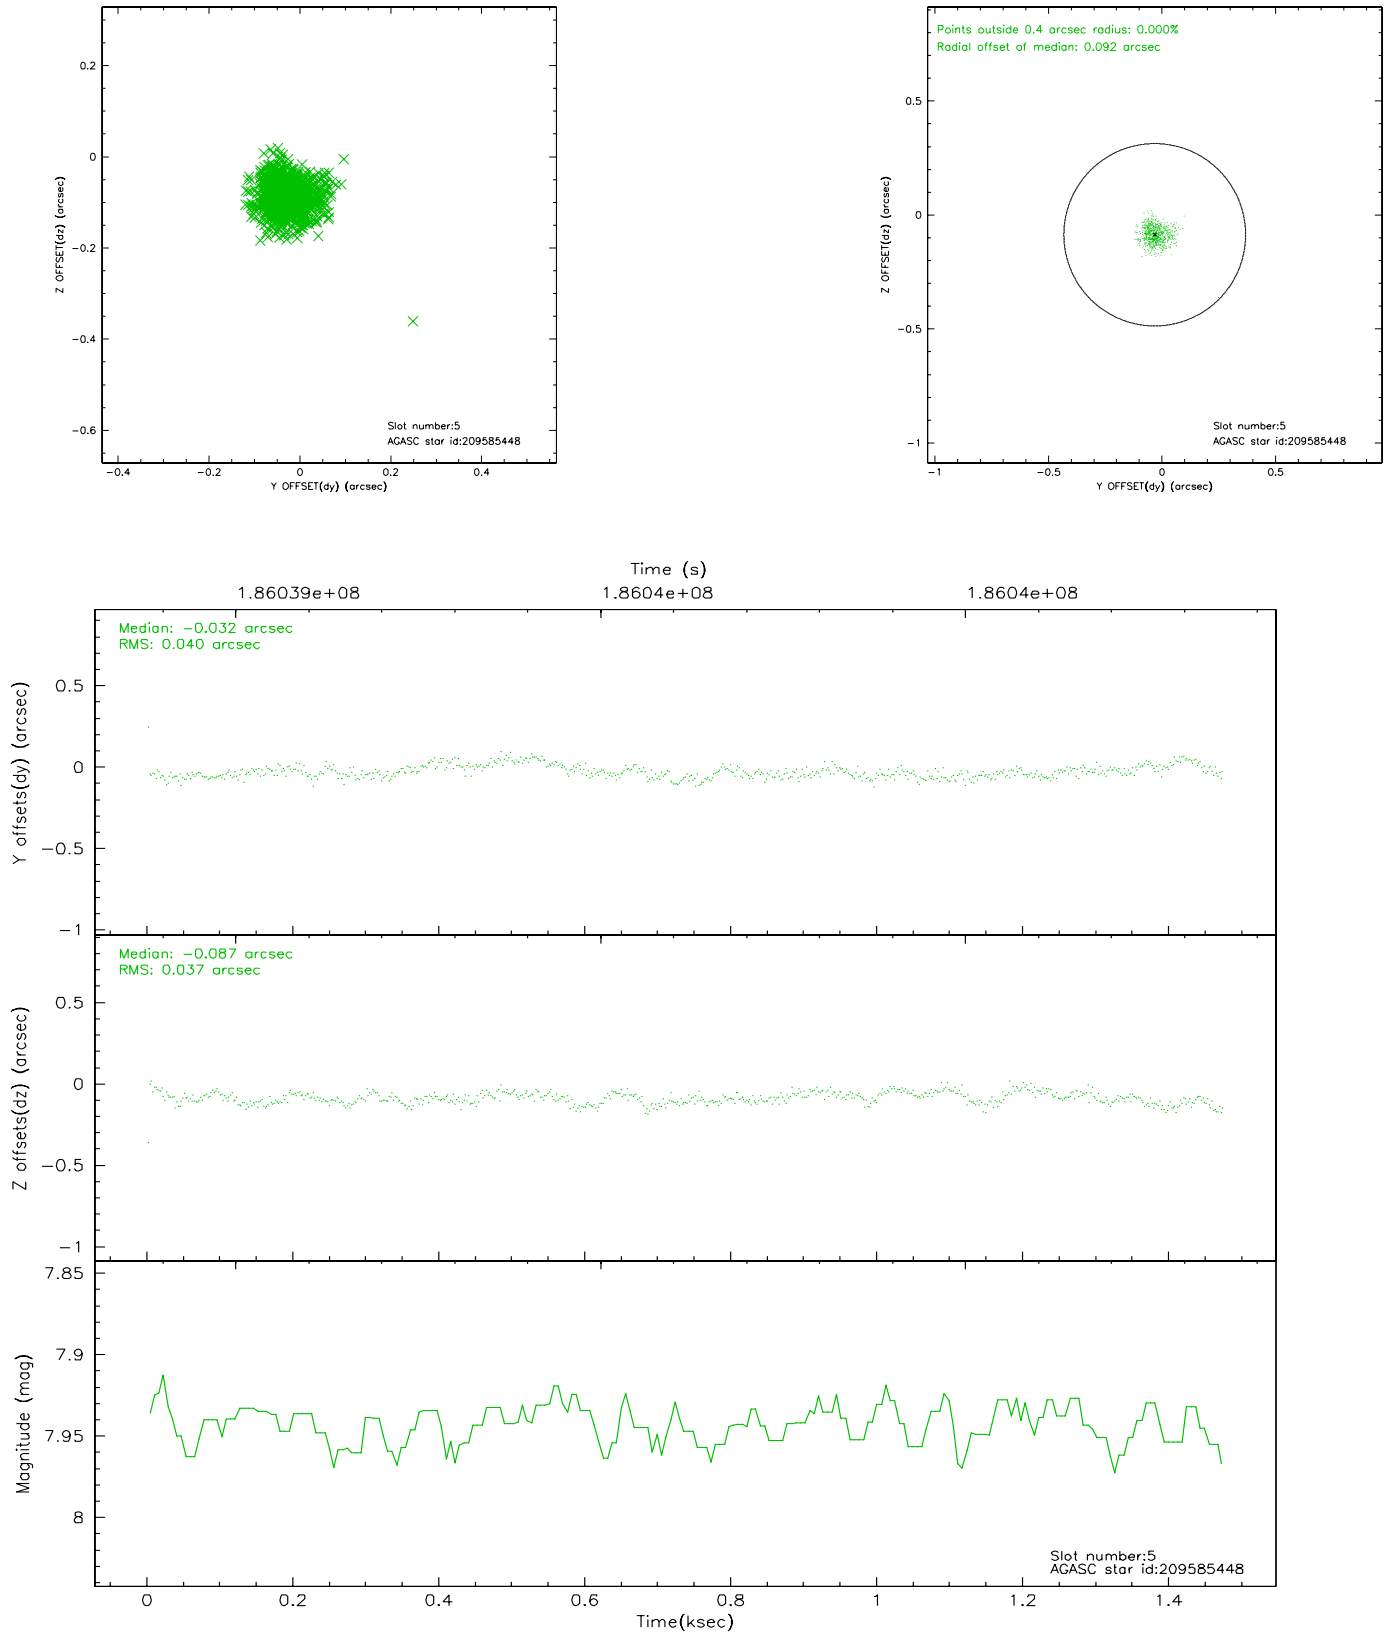 0.2
0
−0.2
−0.4
−0.6
Z OFFSET(dz) (arcsec)
−0.4
−0.2
0
0.2
0.4
Y OFFSET(dy) (arcsec)
Slot number:5
AGASC star id:209585448
Points outside 0.4 arcsec radius: 0.000%
Radial offset of median: 0.092 arcsec
0.5
0
−0.5
−1
Z OFFSET(dz) (arcsec)
−1
−0.5
0
0.5
Y OFFSET(dy) (arcsec)
Slot number:5
AGASC star id:209585448
Time (s)
1.86039e+08
1.8604e+08
1.8604e+08
Median: −0.032 arcsec
RMS: 0.040 arcsec
0.5
0
−0.5
−1
Y offsets(dy) (arcsec)
Median: −0.087 arcsec
RMS: 0.037 arcsec
0.5
0
−0.5
−1
Z offsets(dz) (arcsec)
7.85
7.9
7.95
8
Magnitude (mag)
Slot number:5
AGASC star id:209585448
0
0.2
0.4
0.6
0.8
1
1.2
1.4
Time(ksec)